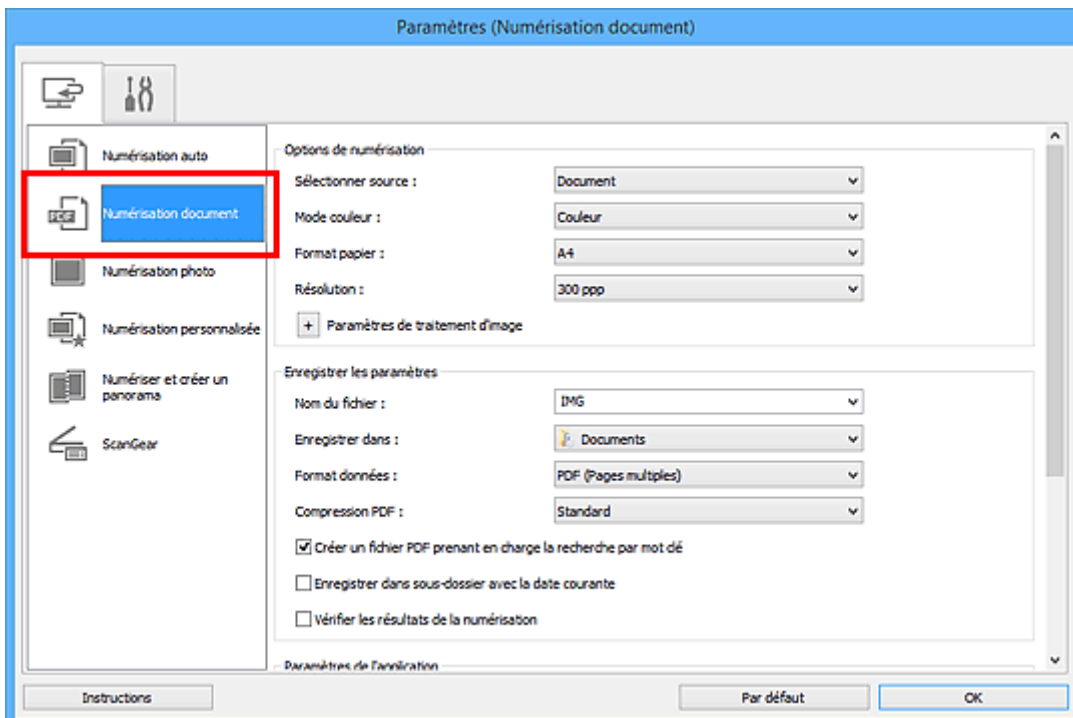 Paramètres (Numérisation document)
Numérisation auto
PDF
Numérisation document
Numérisation photo
Numérisation personnalisée
Numériser et créer un
panorama
ScanGear
Options de numérisation
Sélectionner source : Document
Mode couleur : Couleur
Format papier : A4
Résolution : 300 ppp
+ Paramètres de traitement d'image
Enregistrer les paramètres
Nom du fichier : IMG
Enregistrer dans : Documents
Format données : PDF (Pages multiples)
Compression PDF : Standard
Créer un fichier PDF prenant en charge la recherche par mot clé
Enregistrer dans sous-dossier avec la date courante
Vérifier les résultats de la numérisation
Paramètres de l'application
Instructions Par défaut OK